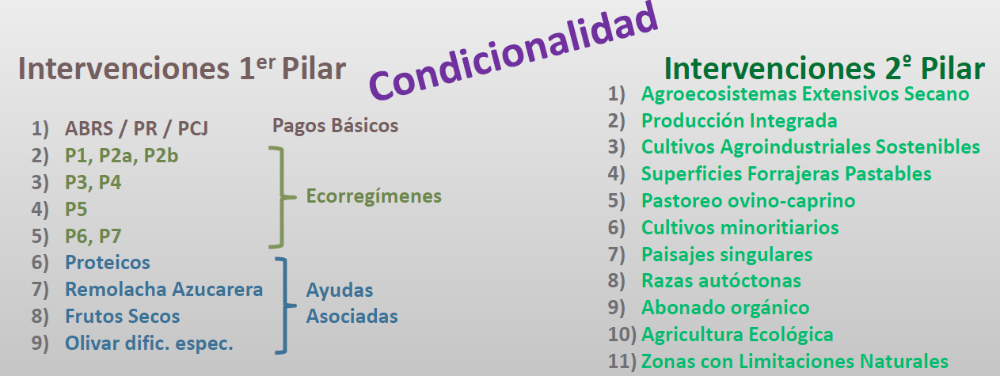 Condicionalidad
Intervenciones 1er Pilar
1) ABRS / PR / PCJ Pagos Básicos
2) P1, P2a, P2b
3) P3, P4
Ecorregímenes
4) P5
5) P6, P7
6) Proteicos
7) Remolacha Azucarera
Ayudas
Asociadas
8) Frutos Secos
9) Olivar dific. espec.
Intervenciones 2º Pilar
1) Agroecosistemas Extensivos Secano
2) Producción Integrada
3) Cultivos Agroindustriales Sostenibles
4) Superficies Forrajeras Pastables
5) Pastoreo ovino-caprino
6) Cultivos minoritiarios
7) Paisajes singulares
8) Razas autóctonas
9) Abonado orgánico
10) Agricultura Ecológica
11) Zonas con Limitaciones Naturales